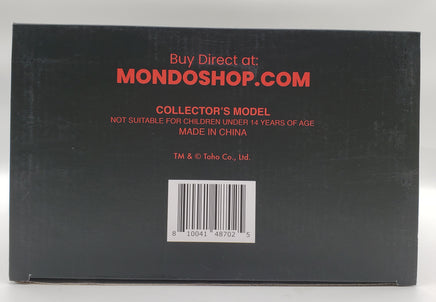 Buy Direct at:
MONDOSHOP.COM
COLLECTOR'S MODEL
NOT SUITABLE FOR CHILDREN UNDER 14 YEARS OF AGE
MADE IN CHINA
TM & © Toho Co., Ltd.
8 10041 48702 5